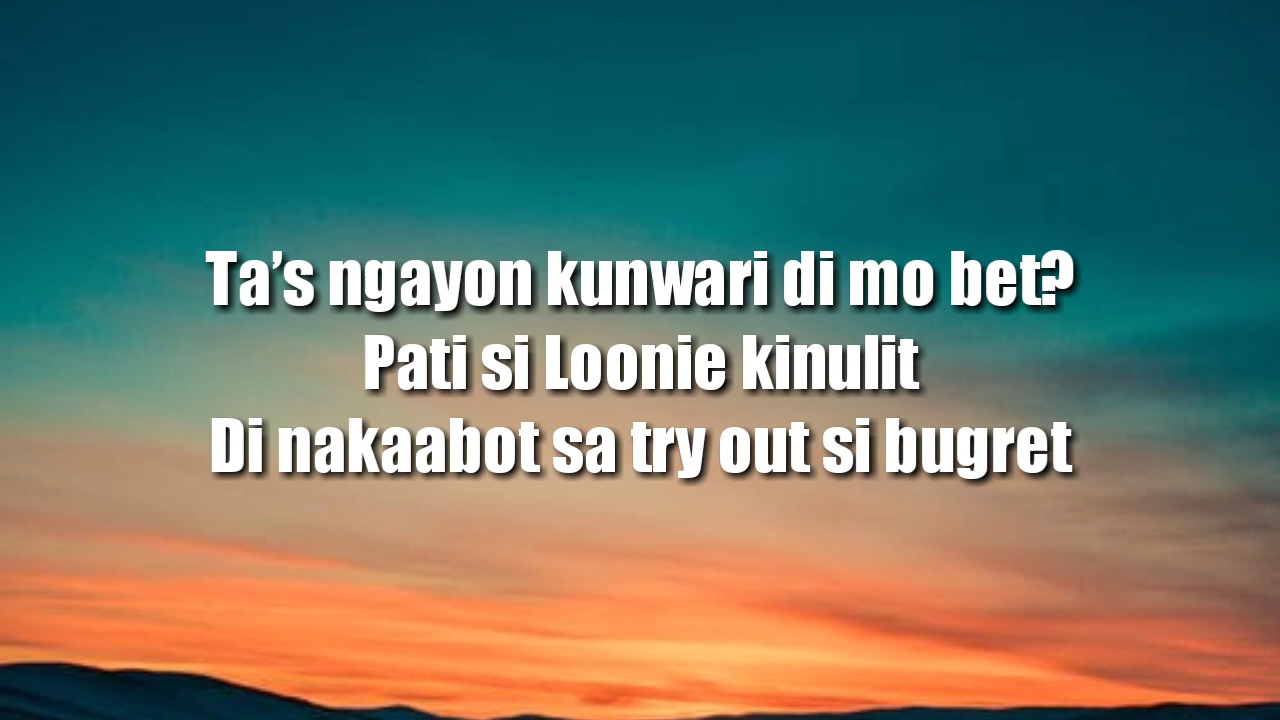 Ta’s ngayon kunwari di mo bet?
Pati si Loonie kinulit
Di nakaabot sa try out si bugret